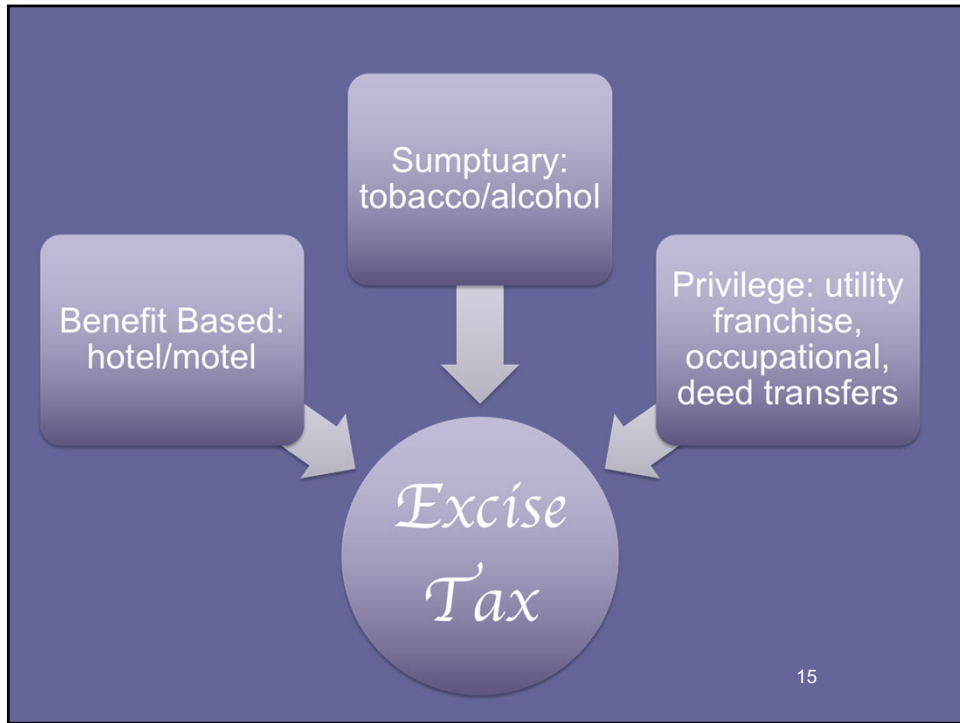 Sumptuary:
tobacco/alcohol
Benefit Based:
hotel/motel
Privilege: utility
franchise,
occupational,
deed transfers
Excise
Tax
15